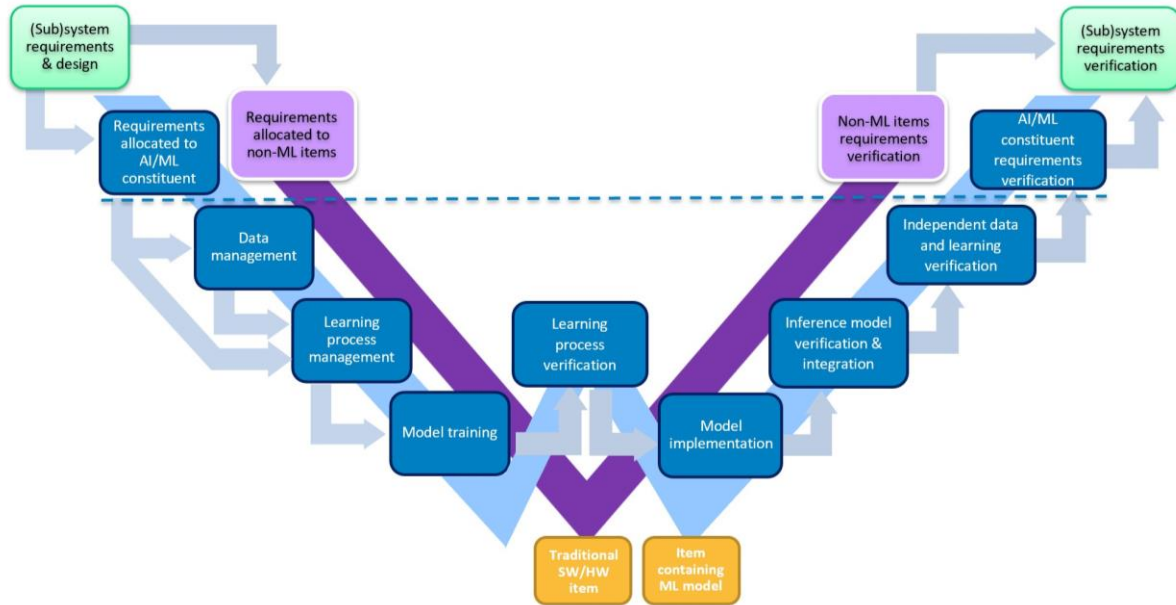 (Sub)system
requirements
& design
(Sub)system
requirements
verification
Requirements
allocated to
AI/ML
constituent
Requirements
allocated to
non-ML items
Non-ML items
requirements
verification
AI/ML
constituent
requirements
verification
Data
management
Independent data
and learning
verification
Learning
process
management
Learning
process
verification
Inference model
verification &
integration
Model training
Model
implementation
Traditional
SW/HW
item
Item
containing
ML model